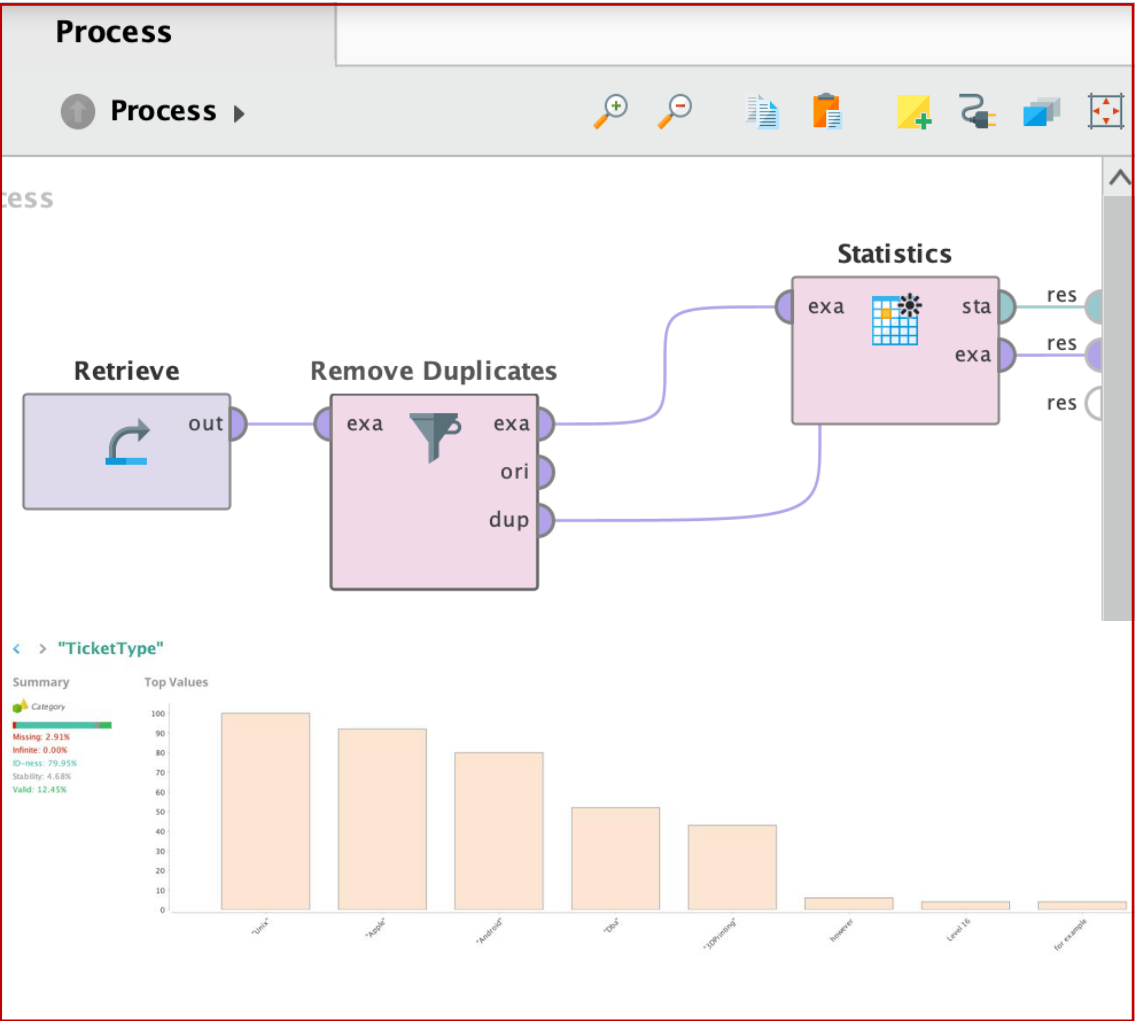 Process
Process
cess
Statistics
exa
sta
res
exa
res
res
Retrieve
out
Remove Duplicates
exa
exa
ori
dup
"TicketType"
Summary
Top Values
Category
Missing: 2.91%
Infinite: 0.00%
ID-ness: 79.95%
Stability: 4.68%
Valid: 12.45%
100
90
80
70
60
50
40
30
20
10
0
"Unix"
"Apple"
"Android"
"Dba"
"3DPrinting"
however
Level 16
for example